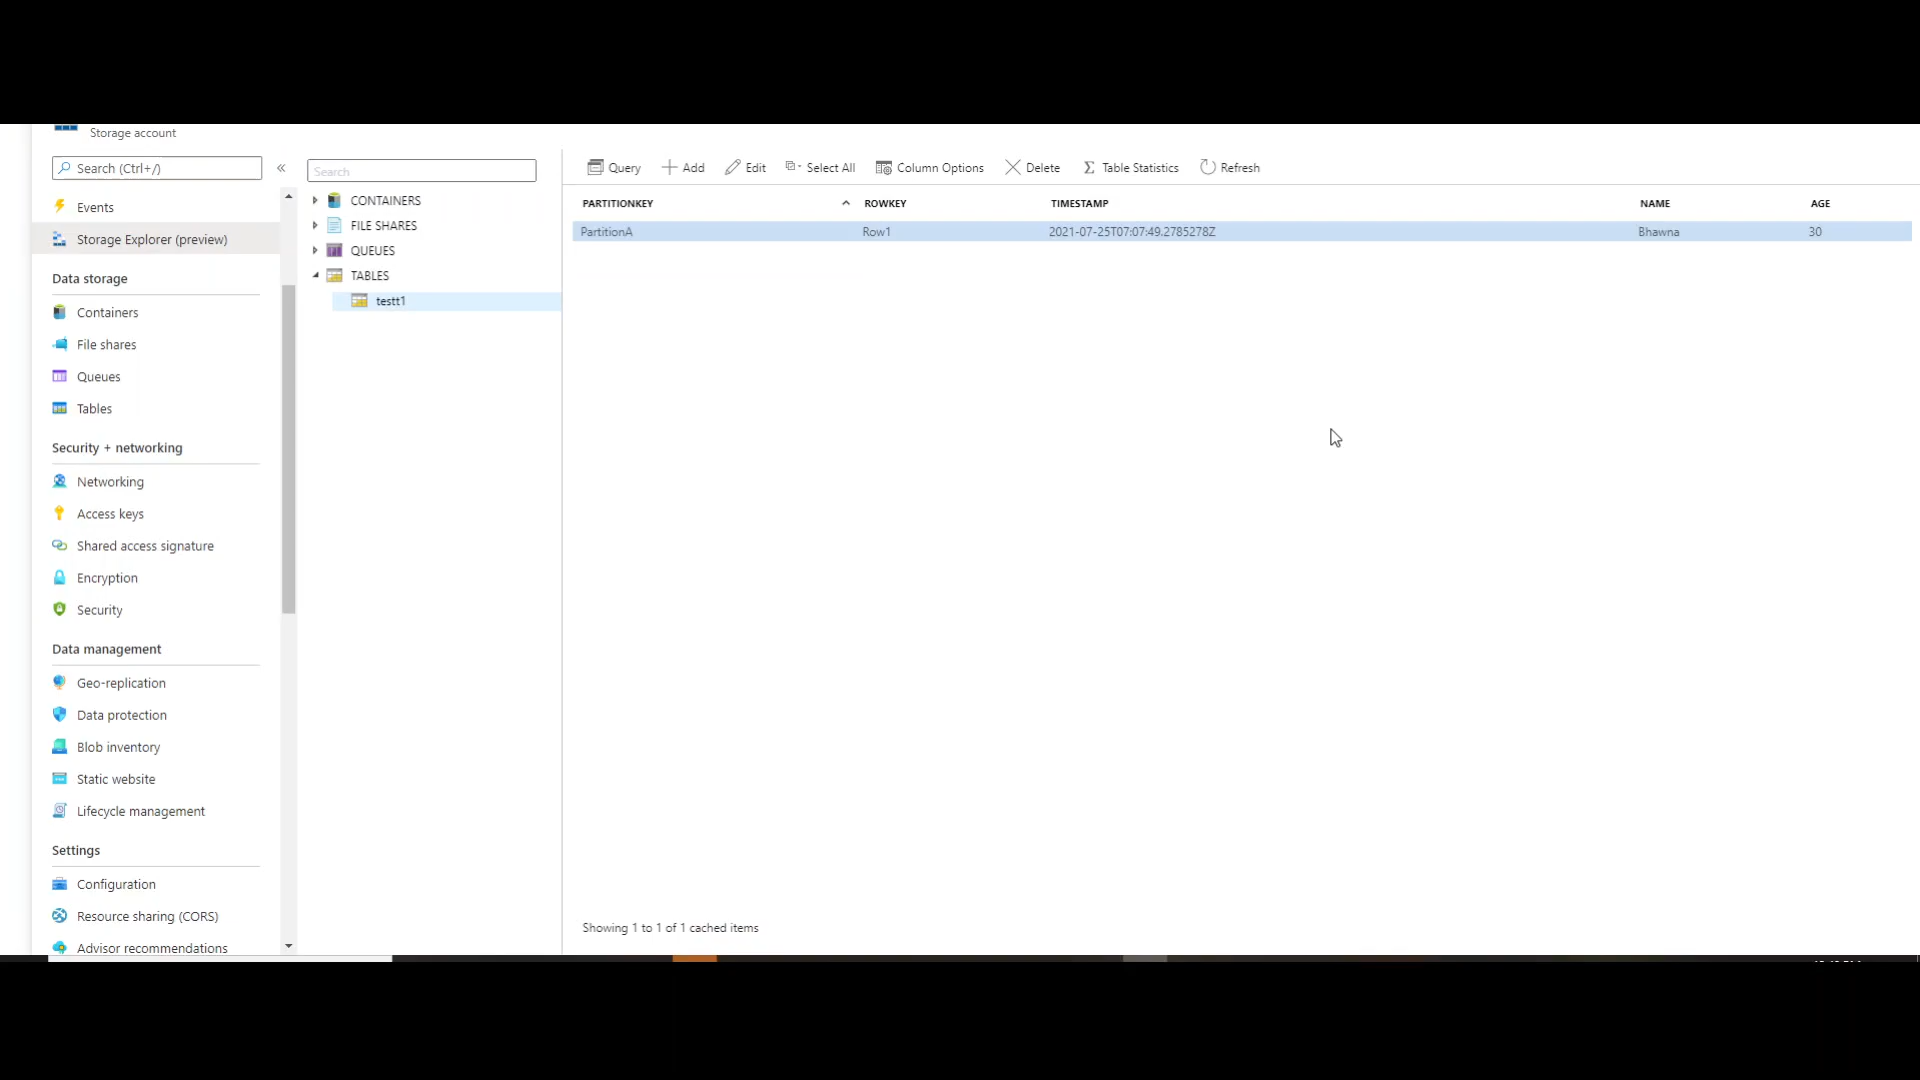 Storage account
Search (Ctrl+/)
«
Events
Storage Explorer (preview)
Data storage
Containers
File shares
Queues
Tables
Security + networking
Networking
Access keys
Shared access signature
Encryption
Security
Data management
Geo-replication
Data protection
Blob inventory
Static website
Lifecycle management
Settings
Configuration
Resource sharing (CORS)
Advisor recommendations
Search
CONTAINERS
FILE SHARES
QUEUES
TABLES
testt1
Query Add Edit Select All Column Options Delete Table Statistics Refresh
PARTITIONKEY ROWKEY TIMESTAMP NAME AGE
PartitionA Row1 2021-07-25T07:07:49.2785278Z Bhawna 30
Showing 1 to 1 of 1 cached items